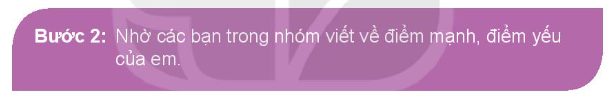 Bước 2: Nhờ các bạn trong nhóm viết về điểm mạnh, điểm yếu
của em.